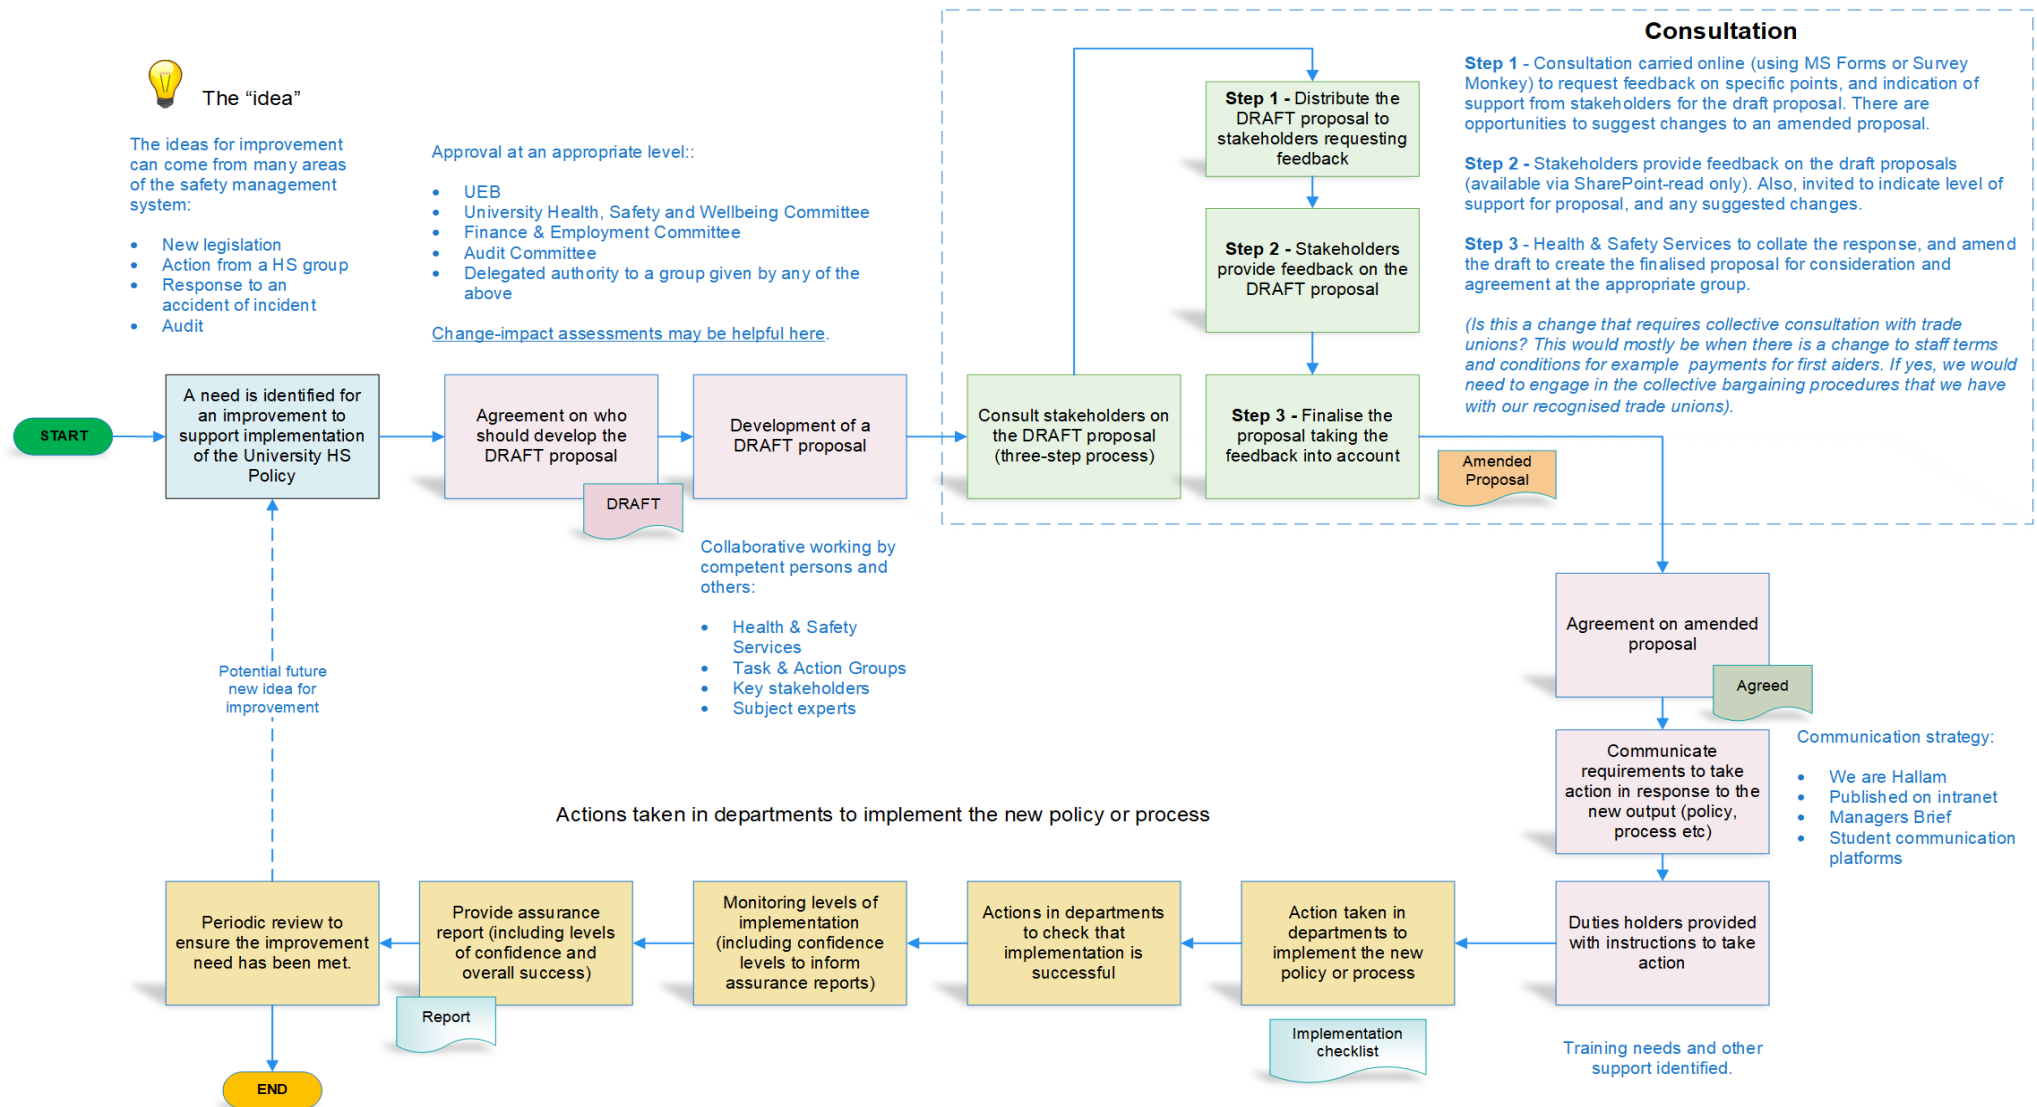 Consultation
The “idea”
The ideas for improvement
can come from many areas
of the safety management
system:
• New legislation
• Action from a HS group
• Response to an
accident of incident
• Audit
Approval at an appropriate level::
• UEB
• University Health, Safety and Wellbeing Committee
• Finance & Employment Committee
• Audit Committee
• Delegated authority to a group given by any of the
above
Change-impact assessments may be helpful here.
Step 1 - Distribute the
DRAFT proposal to
stakeholders requesting
feedback
Step 2 - Stakeholders
provide feedback on the
DRAFT proposal
Step 1 - Consultation carried online (using MS Forms or Survey
Monkey) to request feedback on specific points, and indication of
support from stakeholders for the draft proposal. There are
opportunities to suggest changes to an amended proposal.
Step 2 - Stakeholders provide feedback on the draft proposals
(available via SharePoint-read only). Also, invited to indicate level of
support for proposal, and any suggested changes.
Step 3 - Health & Safety Services to collate the response, and amend
the draft to create the finalised proposal for consideration and
agreement at the appropriate group.
(Is this a change that requires collective consultation with trade
unions? This would mostly be when there is a change to staff terms
and conditions for example payments for first aiders. If yes, we would
need to engage in the collective bargaining procedures that we have
with our recognised trade unions).
START
A need is identified for
an improvement to
support implementation
of the University HS
Policy
Agreement on who
should develop the
DRAFT proposal
DRAFT
Development of a
DRAFT proposal
Consult stakeholders on
the DRAFT proposal
(three-step process)
Step 3 - Finalise the
proposal taking the
feedback into account
Amended
Proposal
Collaborative working by
competent persons and
others:
• Health & Safety
Services
• Task & Action Groups
• Key stakeholders
• Subject experts
Agreement on amended
proposal
Agreed
Potential future
new idea for
improvement
Communicate
requirements to take
action in response to the
new output (policy,
process etc)
Communication strategy:
• We are Hallam
• Published on intranet
• Managers Brief
• Student communication
platforms
Actions taken in departments to implement the new policy or process
Periodic review to
ensure the improvement
need has been met.
Provide assurance
report (including levels
of confidence and
overall success)
Report
Monitoring levels of
implementation
(including confidence
levels to inform
assurance reports)
Actions in departments
to check that
implementation is
successful
Action taken in
departments to
implement the new
policy or process
Implementation
checklist
Duties holders provided
with instructions to take
action
Training needs and other
support identified.
END